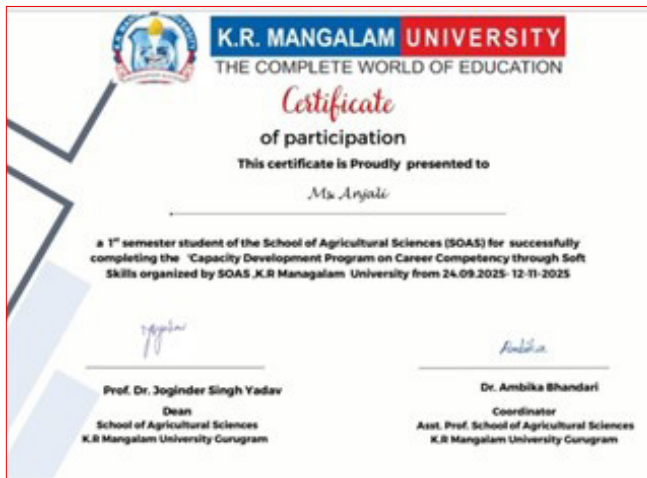 K.R. MANGALAM UNIVERSITY
THE COMPLETE WORLD OF EDUCATION
Certificate
of participation
This certificate is Proudly presented to
Ms. Anjali
a 1st semester student of the School of Agricultural Sciences (SOAS) for successfully
completing the 'Capacity Development Program on Career Competency through Soft
Skills organized by SOAS ,K.R Managalam University from 24.09.2025- 12-11-2025
Ambika
Prof. Dr. Joginder Singh Yadav
Dean
School of Agricultural Sciences
K.R Mangalam University Gurugram
Dr. Ambika Bhandari
Coordinator
Asst. Prof. School of Agricultural Sciences
K.R Mangalam University Gurugram